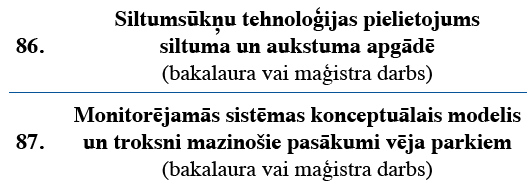 Siltumsūkņu tehnoloģijas pielietojums
86. siltuma un aukstuma apgādē
(bakalaura vai maģistra darbs)
Monitorējamās sistēmas konceptuālais modelis
87. un troksni mazinošie pasākumi vēja parkiem
(bakalaura vai maģistra darbs)